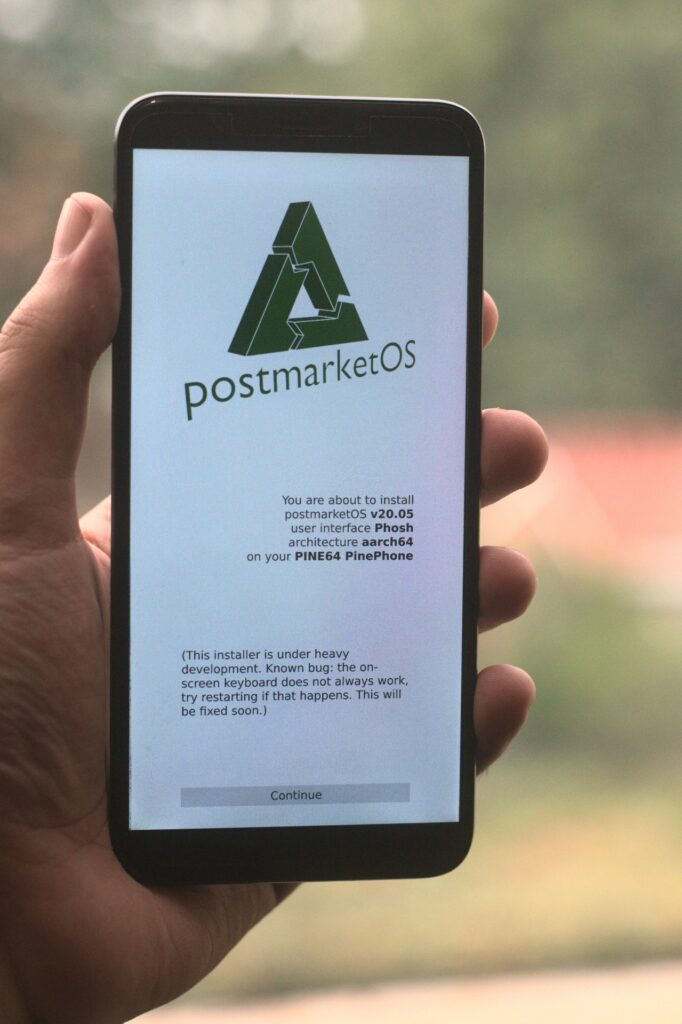 postmarketOS
You are about to install
postmarketOS v20.05
user interface Phosh
architecture aarch64
on your PINE64 PinePhone
(This installer is under heavy
development. Known bug: the on-
screen keyboard does not always work,
try restarting if that happens. This will
be fixed soon.)
Continue